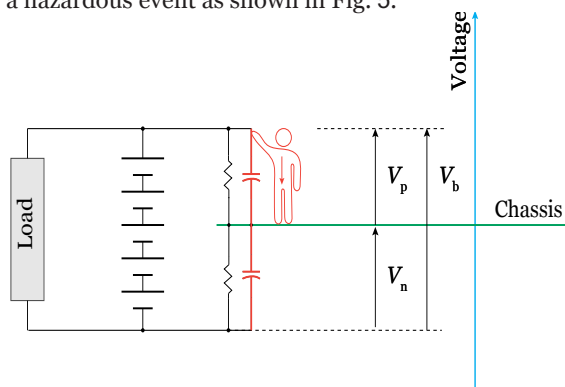 a hazardous event as shown in Fig. 5.
Voltage
Load
Vp
Vb
Chassis
Vn